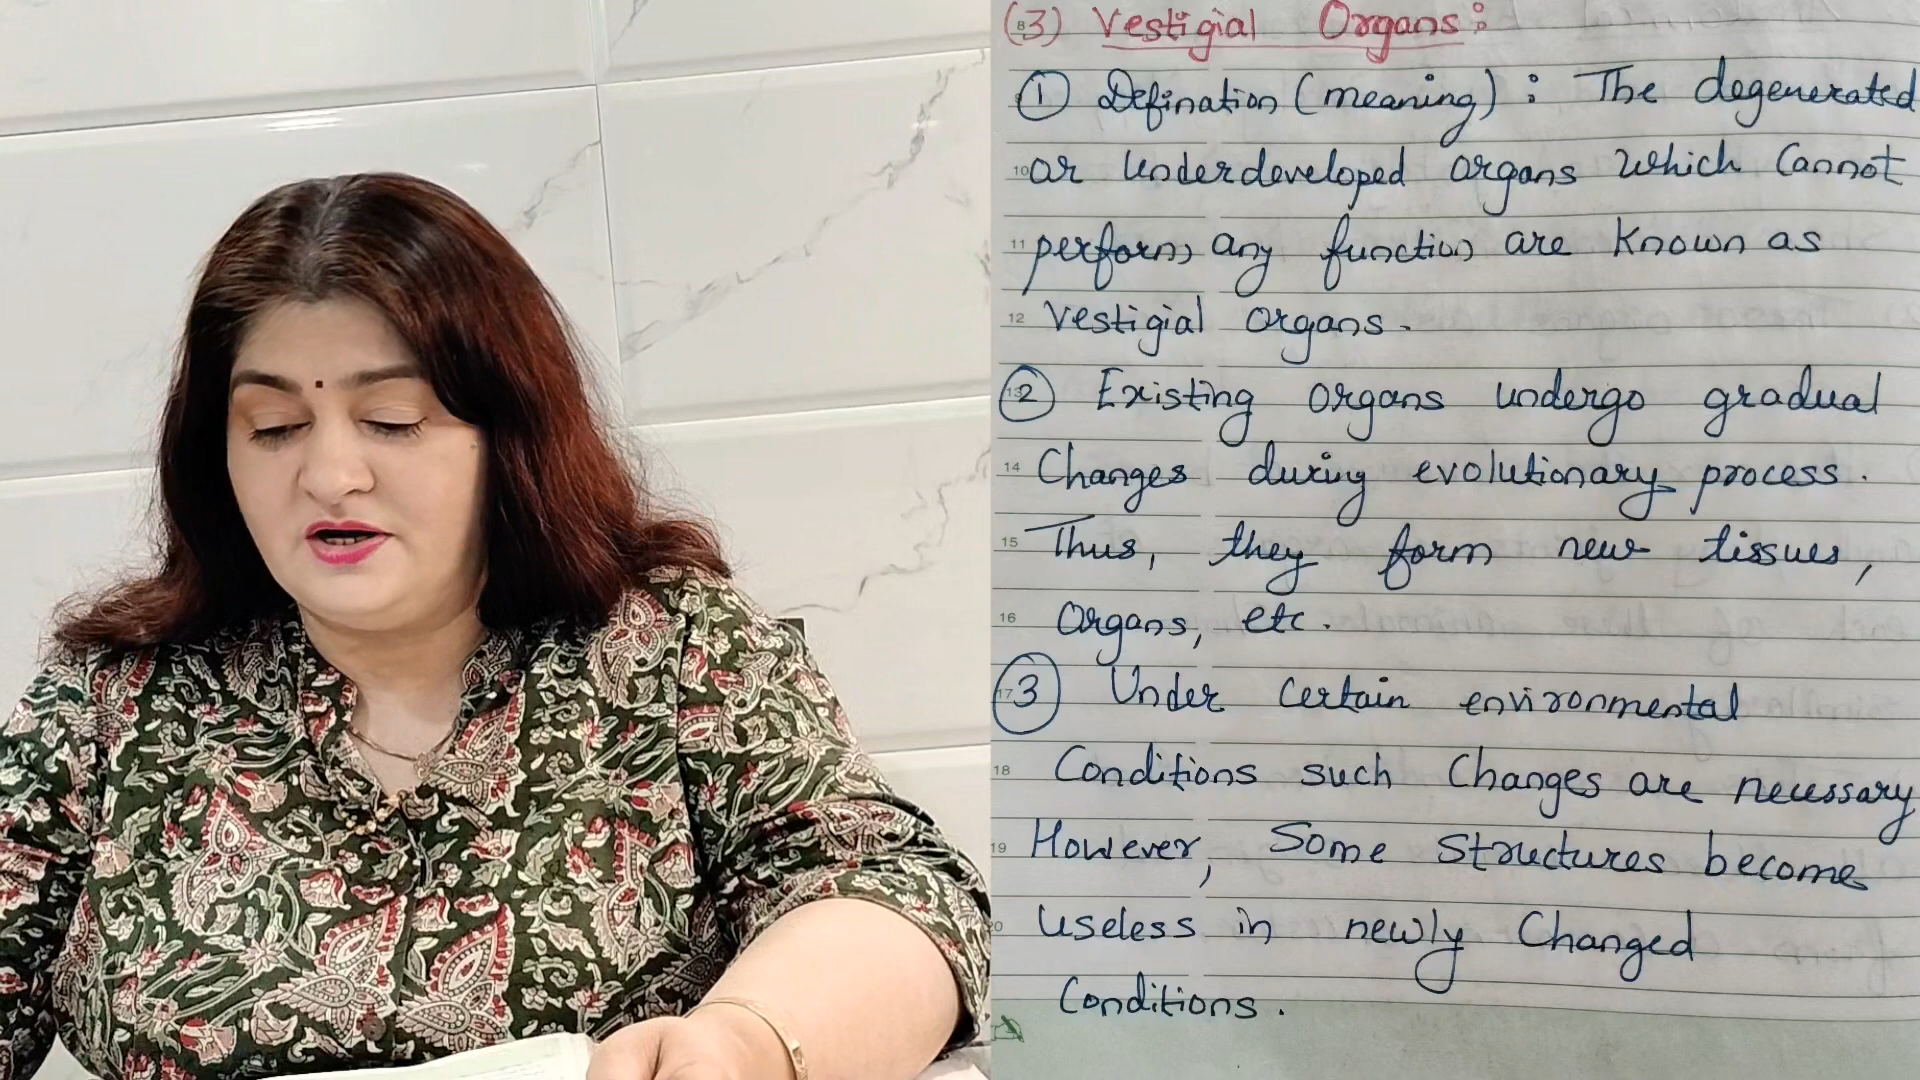 (3) Vestigial Organs:
① Defination (meaning) : The degenerated
or underdeveloped organs which cannot
perform any function are known as
Vestigial organs.
② Existing organs undergo gradual
Changes during evolutionary process.
Thus, they form new tissues,
Organs, etc.
③ Under certain environmental
Conditions such Changes are necessary
However, Some Structures become
useless in newly Changed
Conditions.